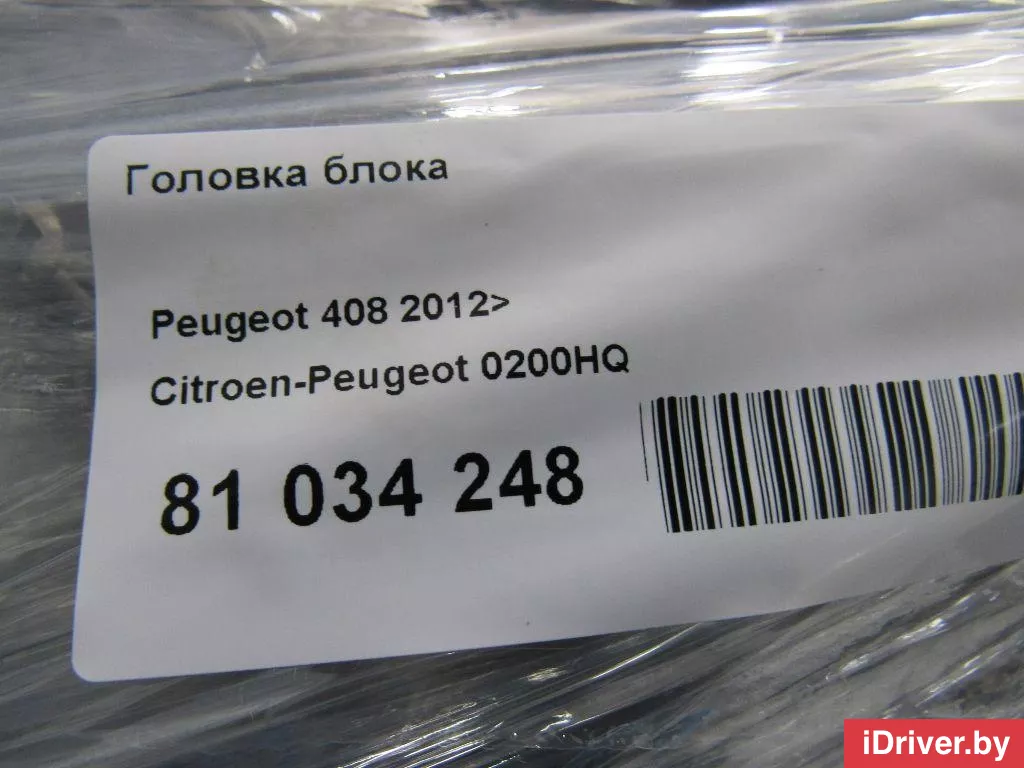 Головка блока
Peugeot 408 2012>
Citroen-Peugeot 0200HQ
81 034 248
iDriver.by